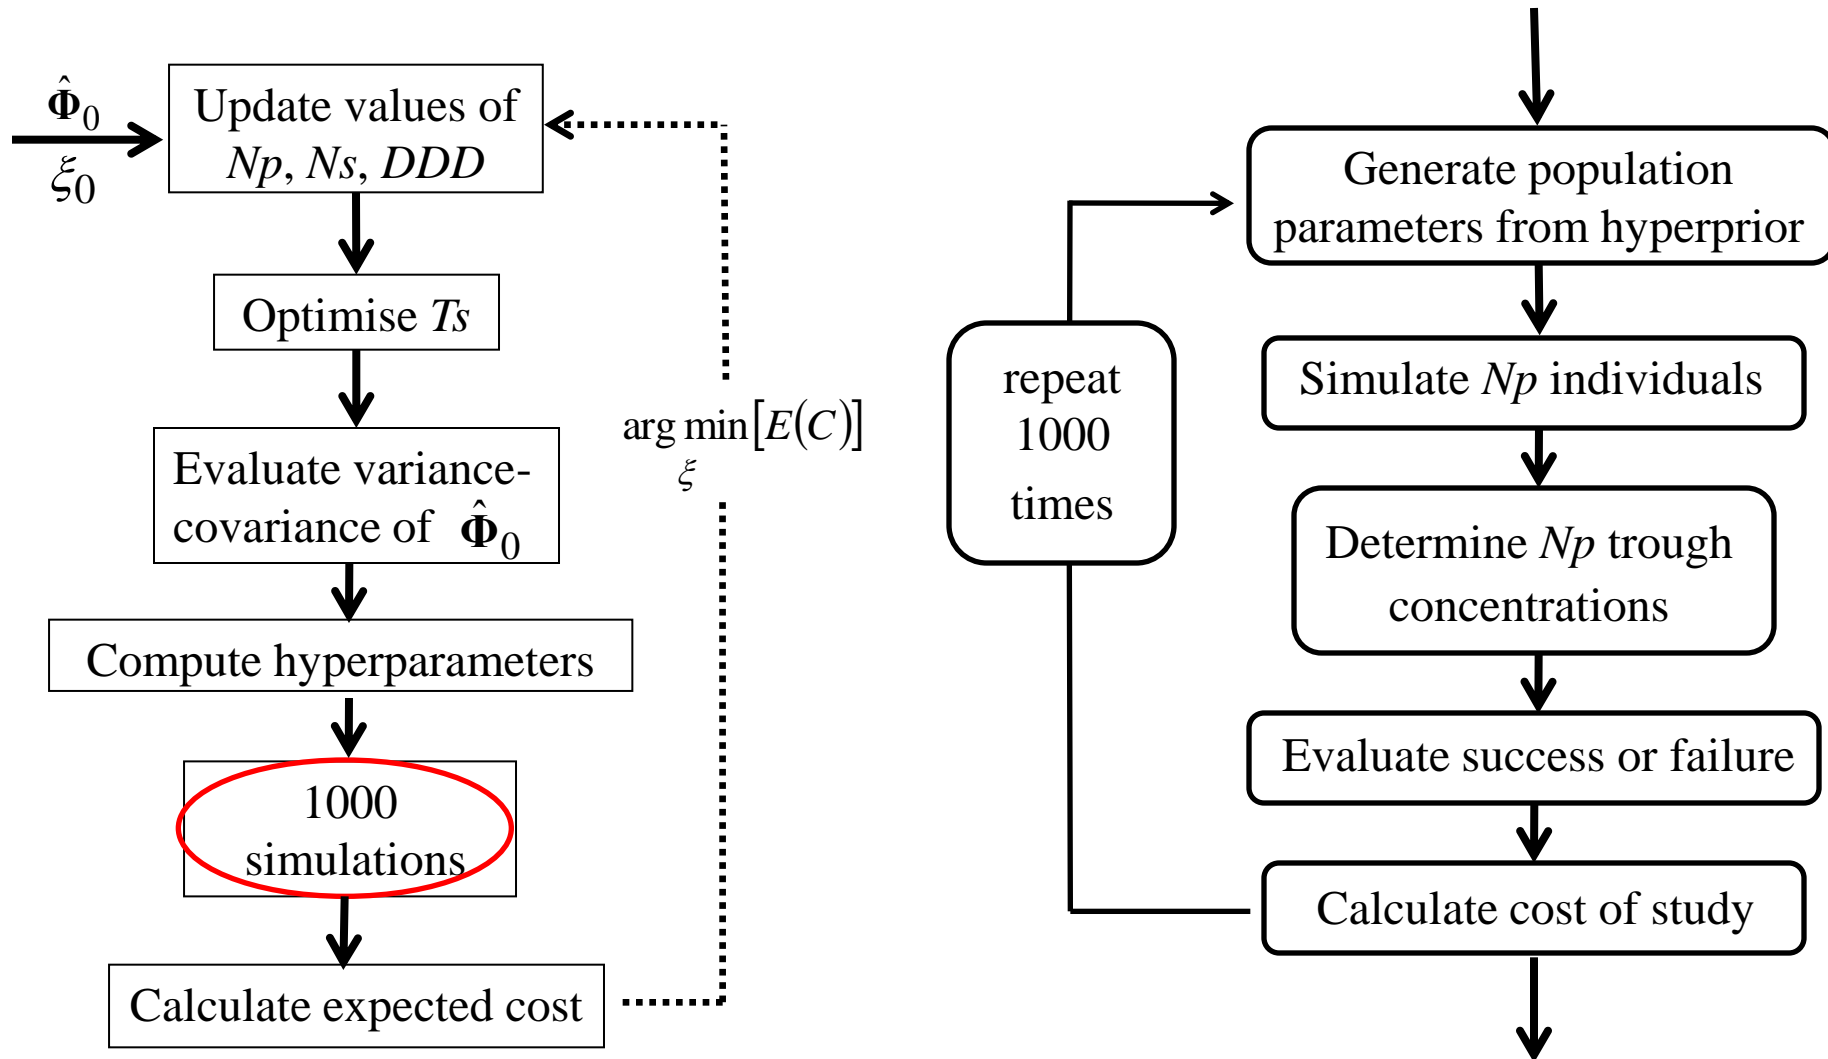 Φ̂₀
ξ₀
Update values of
Np, Ns, DDD
Optimise Ts
Evaluate variance-
covariance of Φ̂₀
Compute hyperparameters
1000
simulations
Calculate expected cost
arg min[E(C)]
ξ
repeat
1000
times
Generate population
parameters from hyperprior
Simulate Np individuals
Determine Np trough
concentrations
Evaluate success or failure
Calculate cost of study